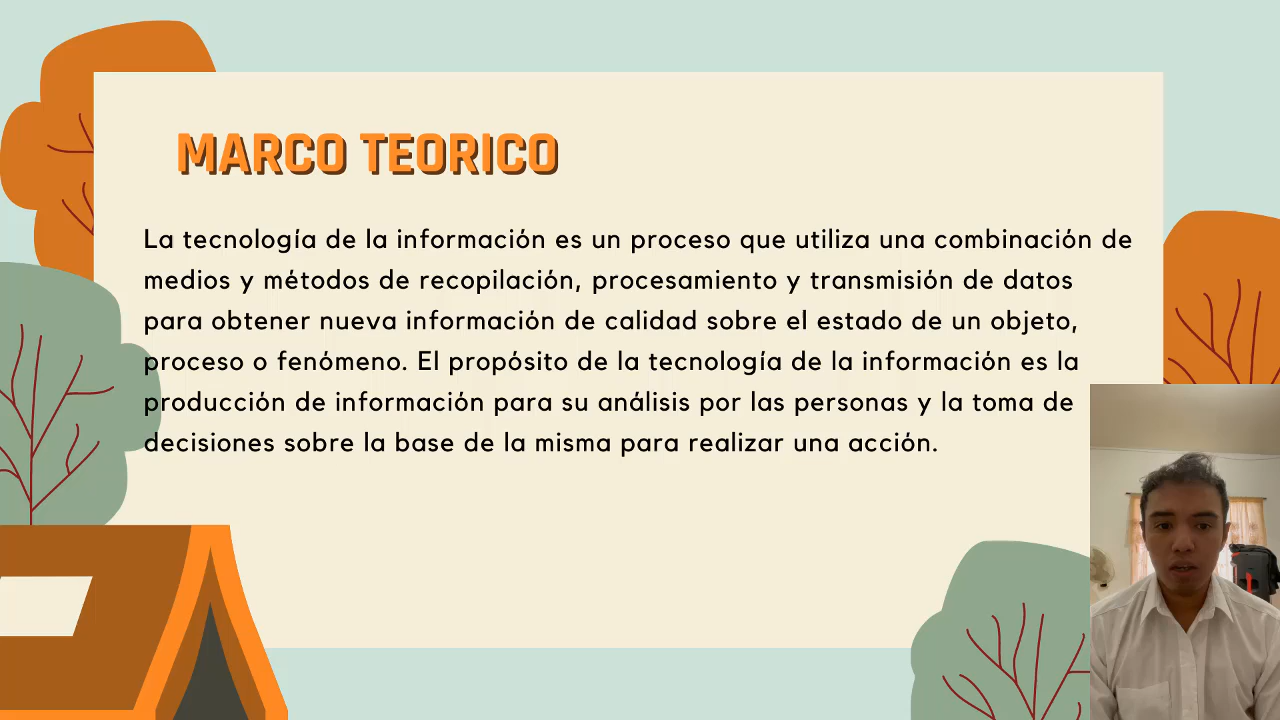 MARCO TEORICO
La tecnología de la información es un proceso que utiliza una combinación de
medios y métodos de recopilación, procesamiento y transmisión de datos
para obtener nueva información de calidad sobre el estado de un objeto,
proceso o fenómeno. El propósito de la tecnología de la información es la
producción de información para su análisis por las personas y la toma de
decisiones sobre la base de la misma para realizar una acción.